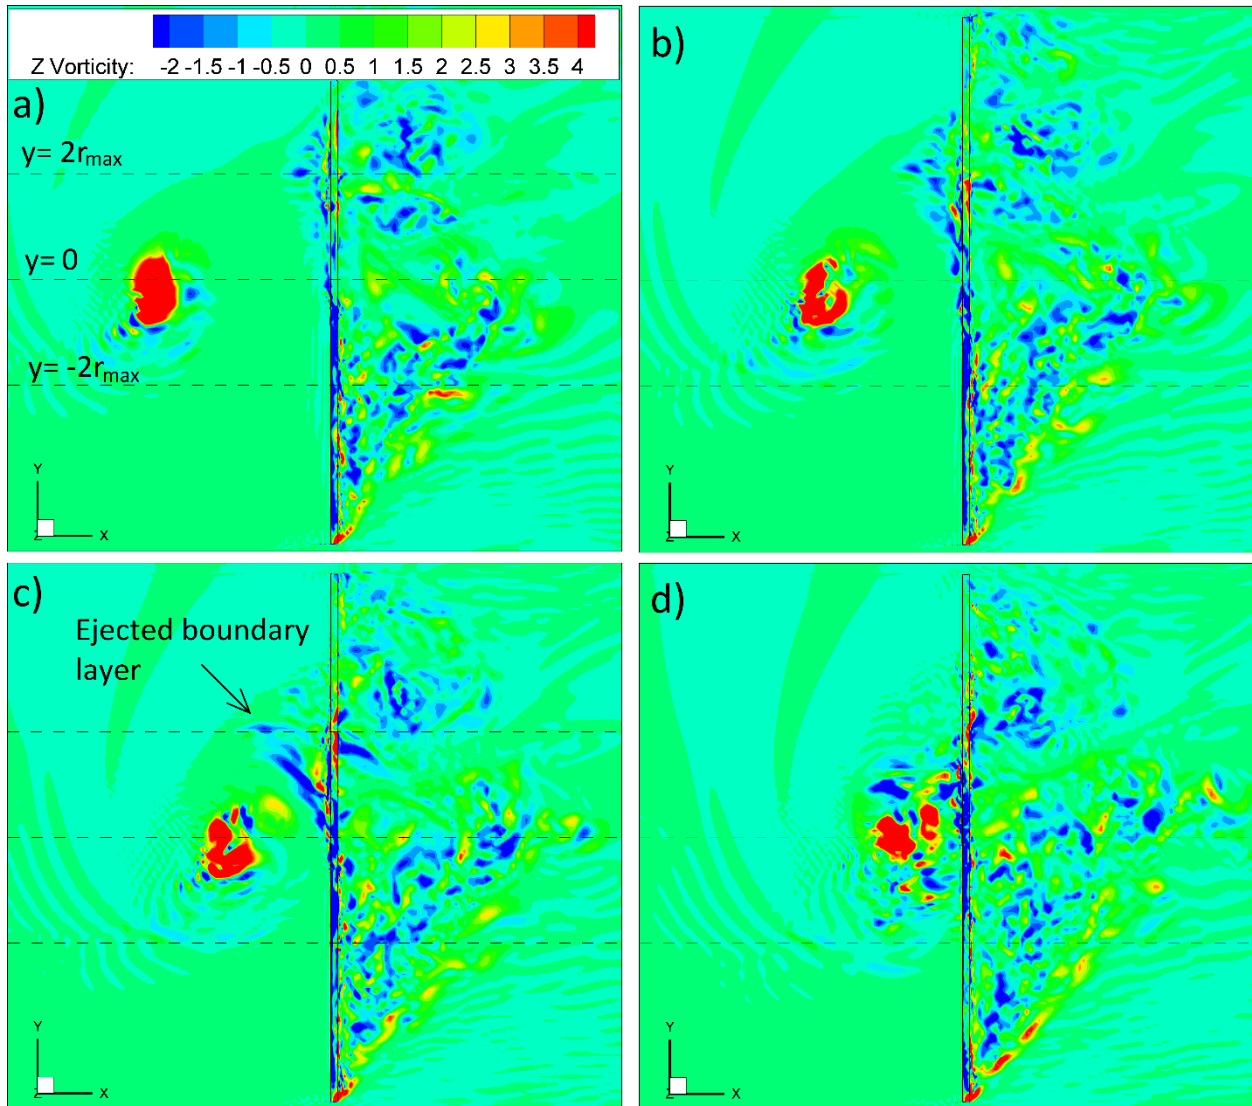 Z Vorticity: -2 -1.5 -1 -0.5 0 0.5 1 1.5 2 2.5 3 3.5 4
a)
y= 2rmax
y= 0
y= -2rmax
Y
Z X
b)
Y
Z X
c)
Ejected boundary
layer
Y
Z X
d)
Y
Z X